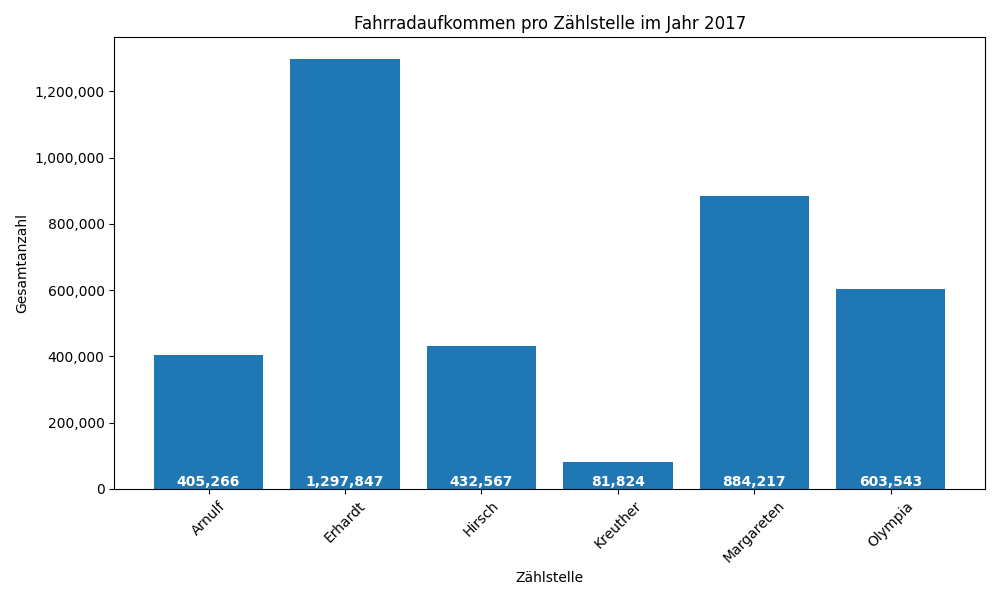 Fahrradaufkommen pro Zählstelle im Jahr 2017
Gesamtanzahl
1,200,000
1,000,000
800,000
600,000
400,000
200,000
0
405,266
1,297,847
432,567
81,824
884,217
603,543
Arnulf
Erhardt
Hirsch
Kreuther
Margareten
Olympia
Zählstelle